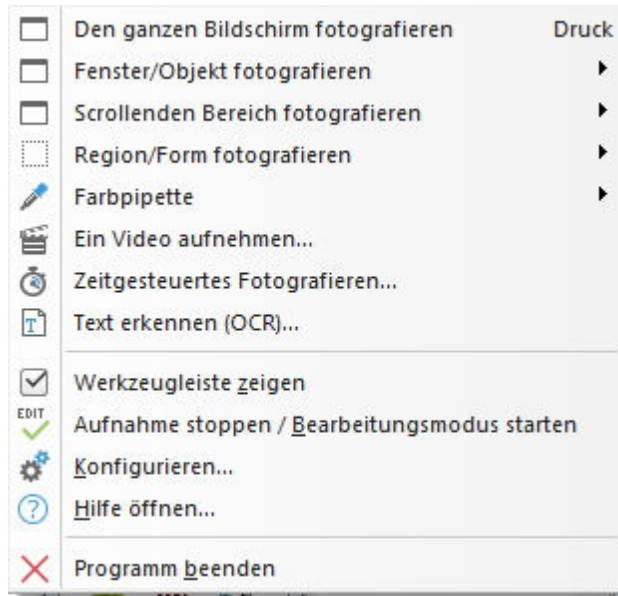 Den ganzen Bildschirm fotografieren Druck
Fenster/Objekt fotografieren
Scrollenden Bereich fotografieren
Region/Form fotografieren
Farbpipette
Ein Video aufnehmen...
Zeitgesteuertes Fotografieren...
T Text erkennen (OCR)...
Werkzeugleiste zeigen
EDIT Aufnahme stoppen / Bearbeitungsmodus starten
Konfigurieren...
? Hilfe öffnen...
Programm beenden